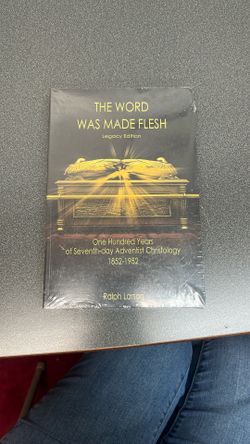 THE WORD
WAS MADE FLESH
Legacy Edition
One Hundred Years
of Seventh-day Adventist Christology
1852-1952
Ralph Larson